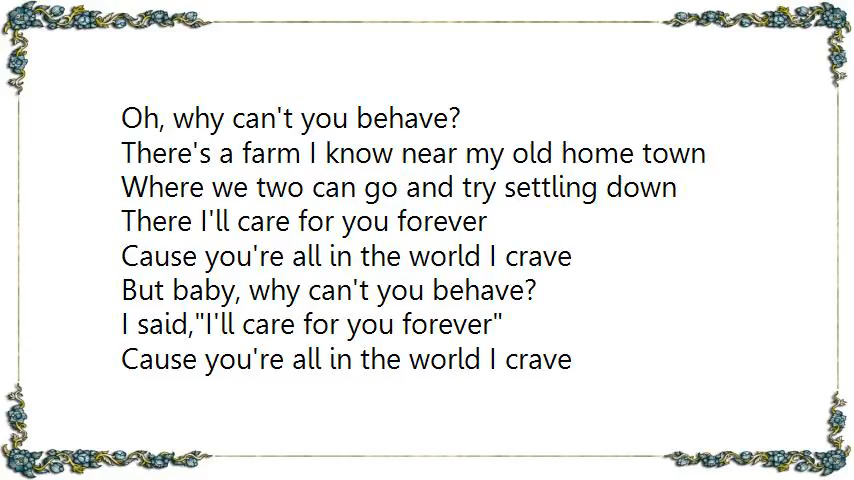 Oh, why can't you behave?
There's a farm I know near my old home town
Where we two can go and try settling down
There I'll care for you forever
Cause you're all in the world I crave
But baby, why can't you behave?
I said,"I'll care for you forever"
Cause you're all in the world I crave